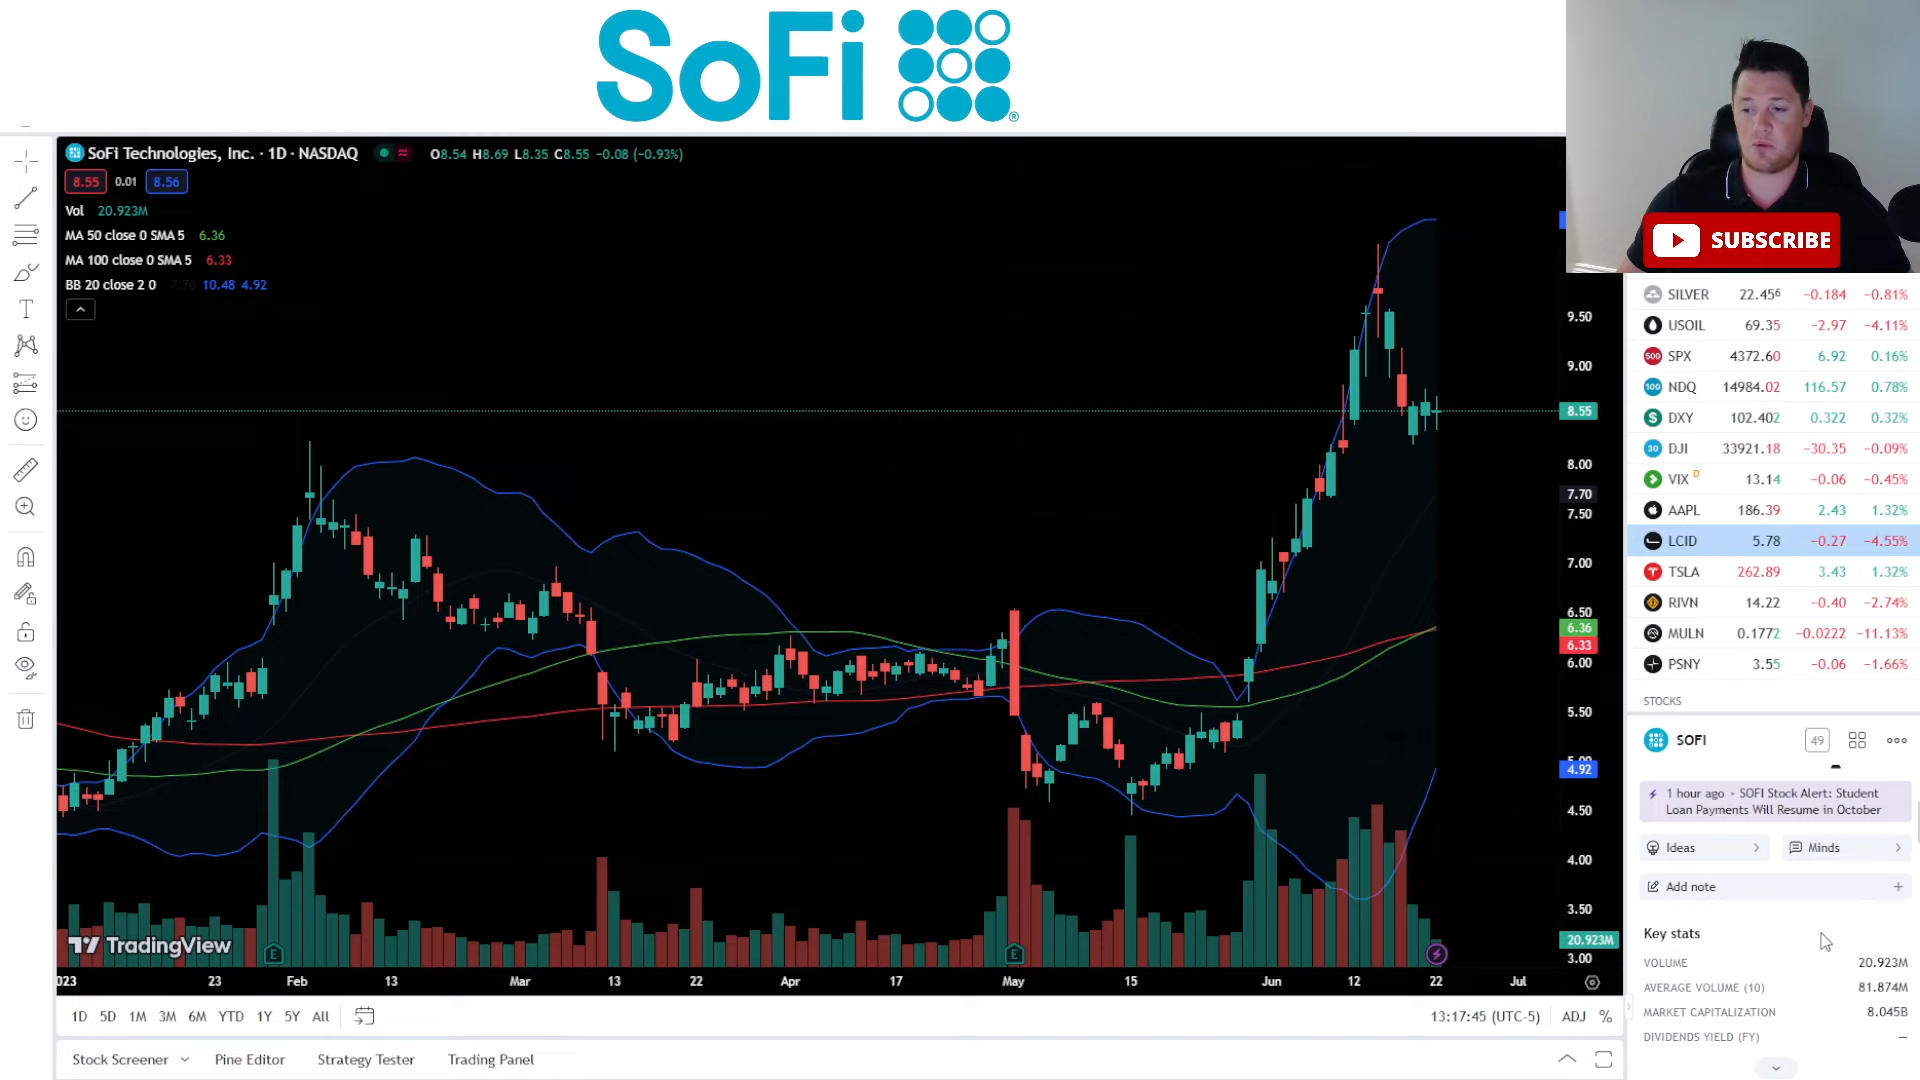 SoFi
SoFi Technologies, Inc. · 1D · NASDAQ O8.54 H8.69 L8.35 C8.55 −0.08 (−0.93%)
8.55 0.01 8.56
Vol 20.923M
MA 50 close 0 SMA 5 6.36
MA 100 close 0 SMA 5 6.33
BB 20 close 2 0 7.70 10.48 4.92
9.50
9.00
8.55
8.00
7.70
7.50
7.00
6.50
6.36
6.33
6.00
5.50
4.92
4.50
4.00
3.50
20.923M
3.00
E
E
TradingView
023 23 Feb 13 Mar 13 22 Apr 17 May 15 Jun 12 22 Jul
1D 5D 1M 3M 6M YTD 1Y 5Y All
13:17:45 (UTC-5) ADJ %
Stock Screener Pine Editor Strategy Tester Trading Panel
SUBSCRIBE
SILVER 22.456 −0.184 −0.81%
USOIL 69.35 −2.97 −4.11%
500 SPX 4372.60 6.92 0.16%
100 NDQ 14984.02 116.57 0.78%
$ DXY 102.402 0.322 0.32%
30 DJI 33921.18 −30.35 −0.09%
VIX D 13.14 −0.06 −0.45%
AAPL 186.39 2.43 1.32%
LCID 5.78 −0.27 −4.55%
TSLA 262.89 3.43 1.32%
RIVN 14.22 −0.40 −2.74%
MULN 0.1772 −0.0222 −11.13%
PSNY 3.55 −0.06 −1.66%
STOCKS
SOFI 49
1 hour ago · SOFI Stock Alert: Student
Loan Payments Will Resume in October
Ideas Minds
Add note
Key stats
VOLUME 20.923M
AVERAGE VOLUME (10) 81.874M
MARKET CAPITALIZATION 8.045B
DIVIDENDS YIELD (FY) —